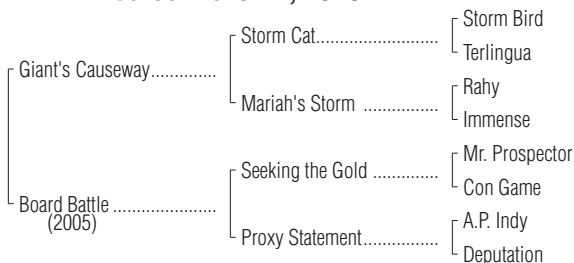 Storm Bird
Storm Cat..............................
Terlingua
Giant's Causeway..............
Rahy
Mariah's Storm ..................
Immense
Mr. Prospector
Seeking the Gold ...............
Con Game
Board Battle ......................
(2005)
A.P. Indy
Proxy Statement.................
Deputation